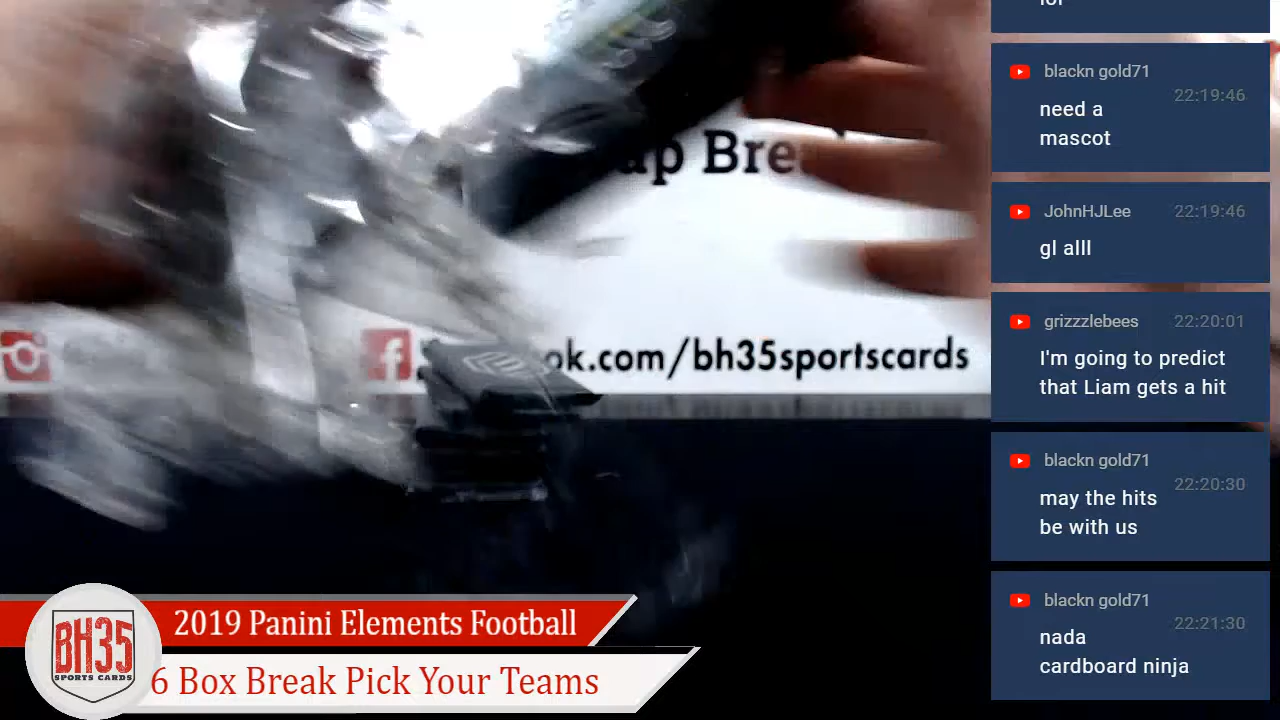 Bre
ok.com/bh35sportscards
2019 Panini Elements Football
6 Box Break Pick Your Teams
BH35
SPORTS CARDS
blackn gold71
22:19:46
need a
mascot
JohnHJLee
22:19:46
gl alll
grizzzlebees
22:20:01
I'm going to predict
that Liam gets a hit
blackn gold71
22:20:30
may the hits
be with us
blackn gold71
22:21:30
nada
cardboard ninja